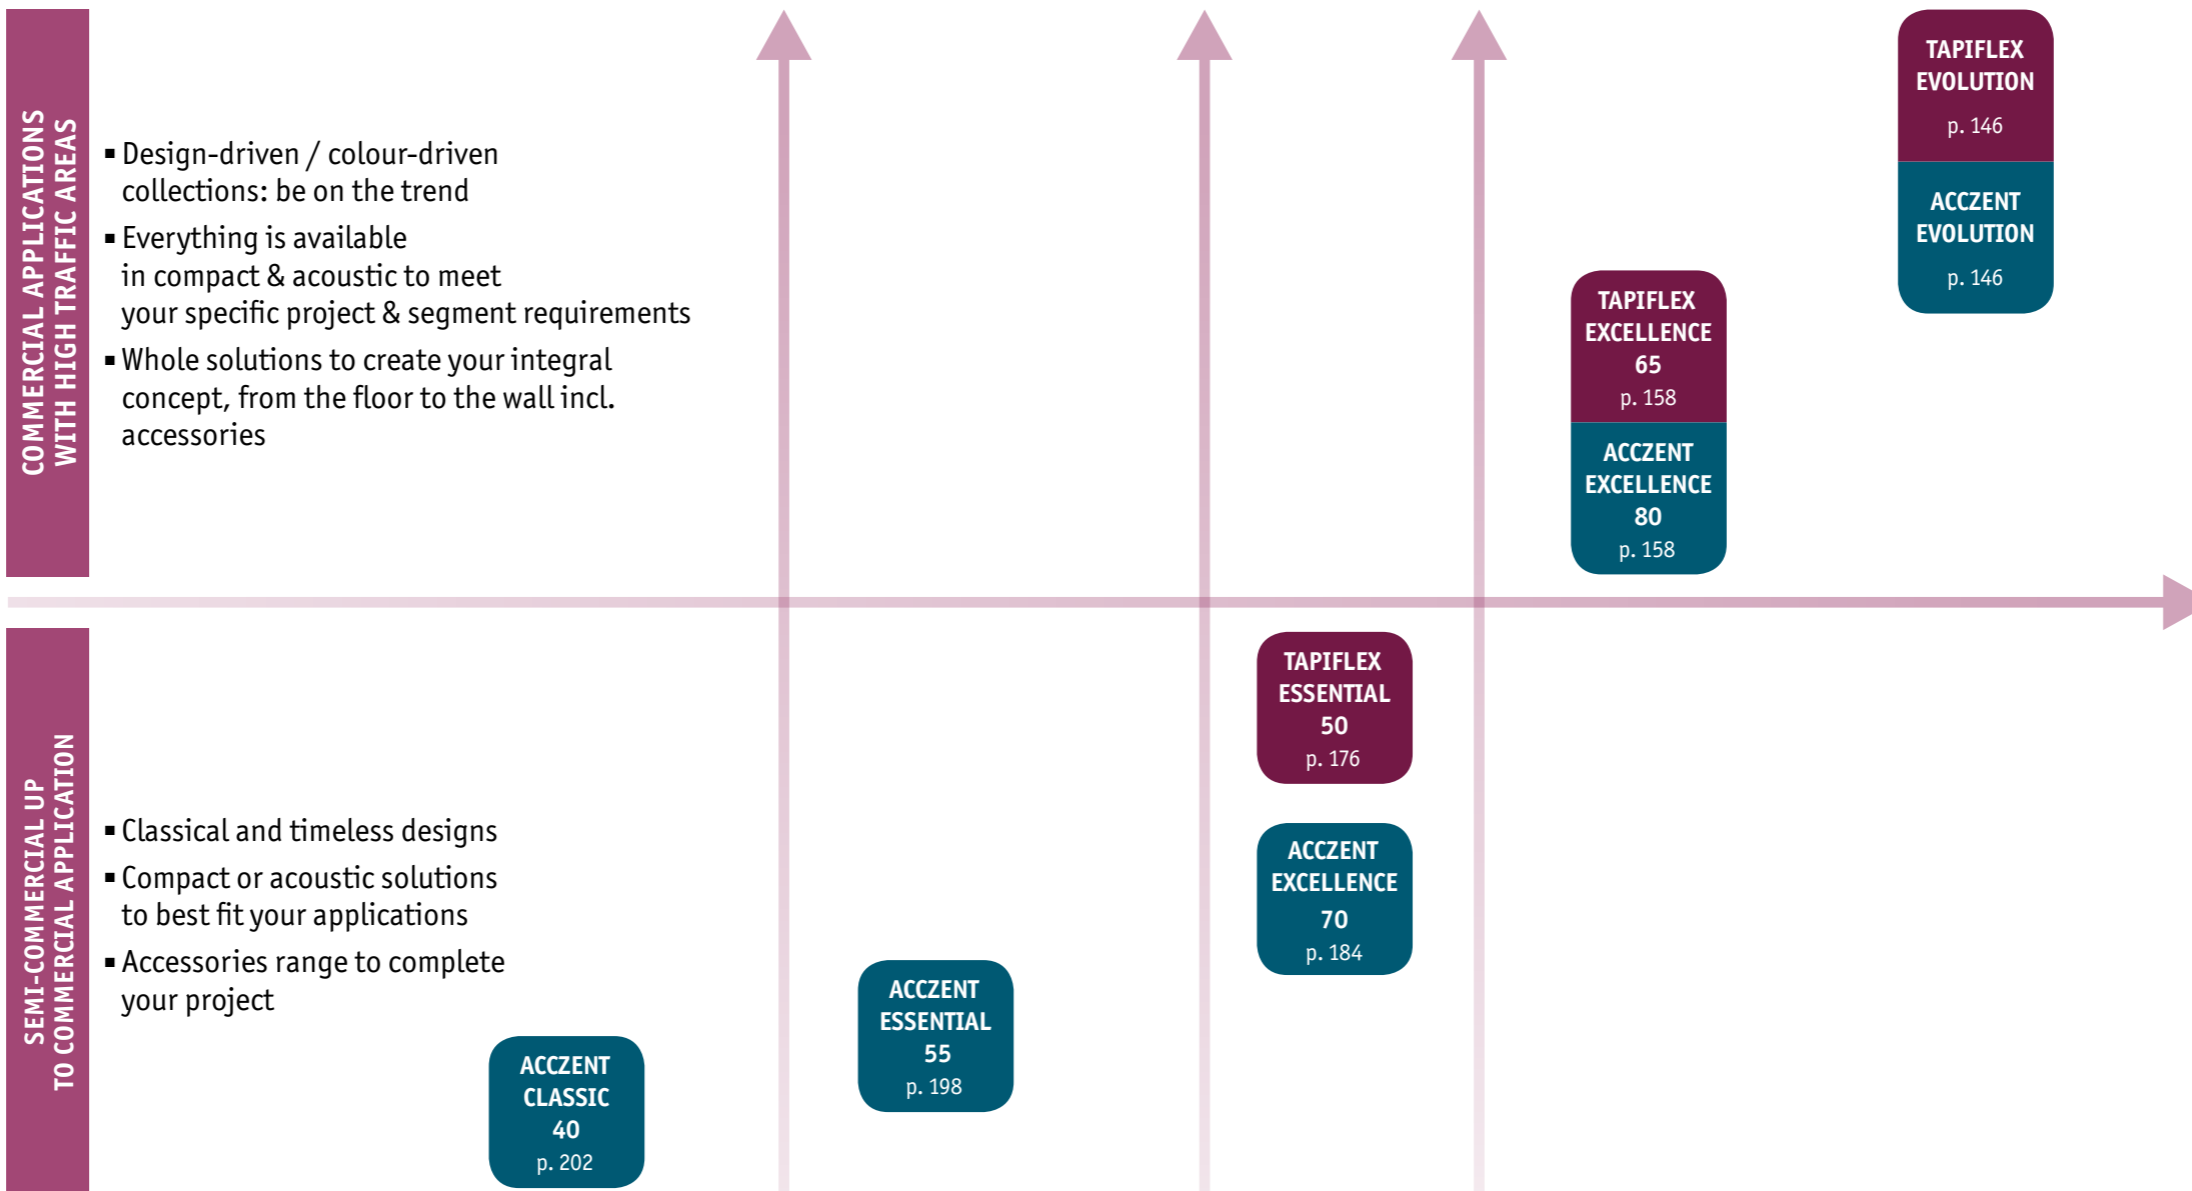 COMMERCIAL APPLICATIONS
WITH HIGH TRAFFIC AREAS
▪ Design-driven / colour-driven
collections: be on the trend
▪ Everything is available
in compact & acoustic to meet
your specific project & segment requirements
▪ Whole solutions to create your integral
concept, from the floor to the wall incl.
accessories
TAPIFLEX
EVOLUTION
p. 146
ACCZENT
EVOLUTION
p. 146
TAPIFLEX
EXCELLENCE
65
p. 158
ACCZENT
EXCELLENCE
80
p. 158
SEMI-COMMERCIAL UP
TO COMMERCIAL APPLICATION
▪ Classical and timeless designs
▪ Compact or acoustic solutions
to best fit your applications
▪ Accessories range to complete
your project
TAPIFLEX
ESSENTIAL
50
p. 176
ACCZENT
EXCELLENCE
70
p. 184
ACCZENT
ESSENTIAL
55
p. 198
ACCZENT
CLASSIC
40
p. 202